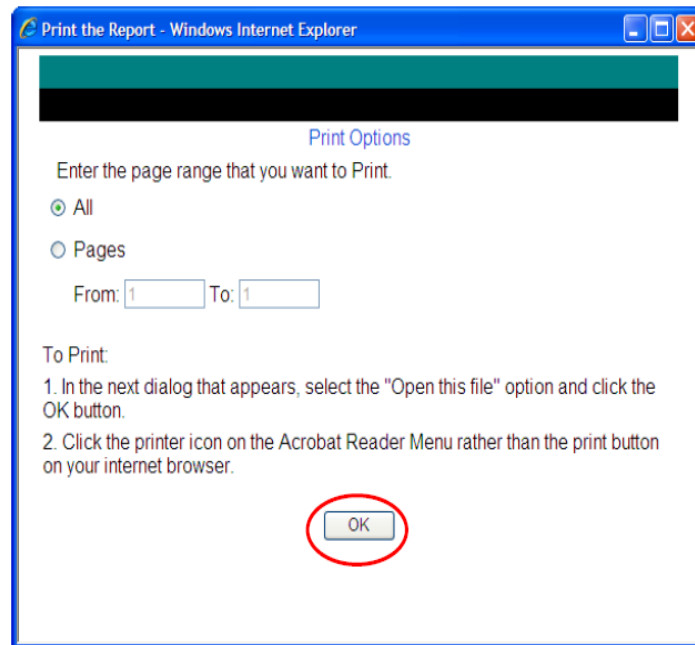 Print the Report - Windows Internet Explorer
Print Options
Enter the page range that you want to Print.
All
Pages
From: 1 To: 1
To Print:
1. In the next dialog that appears, select the "Open this file" option and click the
OK button.
2. Click the printer icon on the Acrobat Reader Menu rather than the print button
on your internet browser.
OK